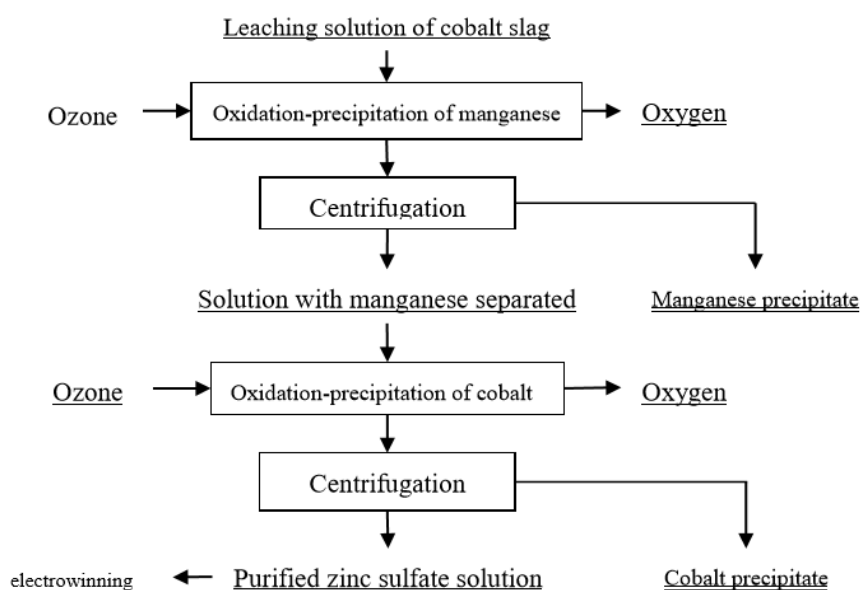 Leaching solution of cobalt slag
Ozone
Oxidation-precipitation of manganese
Oxygen
Centrifugation
Solution with manganese separated
Manganese precipitate
Ozone
Oxidation-precipitation of cobalt
Oxygen
Centrifugation
electrowinning
Purified zinc sulfate solution
Cobalt precipitate